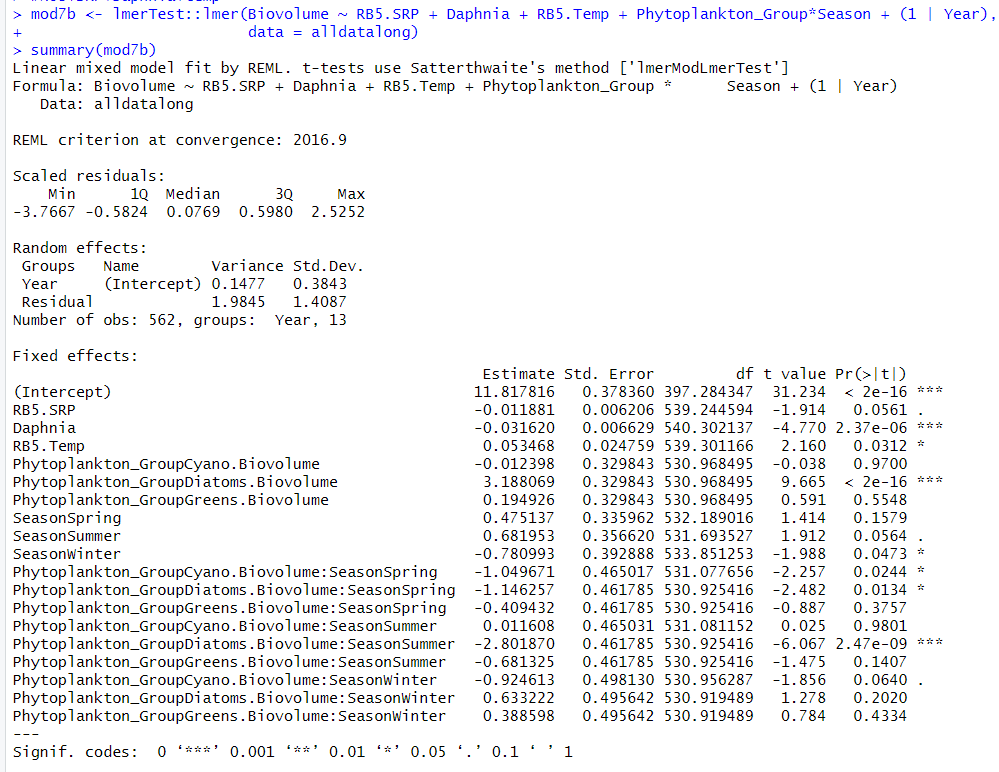 > mod7b <- lmerTest::lmer(Biovolume ~ RB5.SRP + Daphnia + RB5.Temp + Phytoplankton_Group*Season + (1 | Year),
+                         data = alldatalong)
> summary(mod7b)
Linear mixed model fit by REML. t-tests use Satterthwaite's method ['lmerModLmerTest']
Formula: Biovolume ~ RB5.SRP + Daphnia + RB5.Temp + Phytoplankton_Group *      Season + (1 | Year)
   Data: alldatalong
REML criterion at convergence: 2016.9
Scaled residuals:
    Min      1Q  Median      3Q     Max
-3.7667 -0.5824  0.0769  0.5980  2.5252
Random effects:
 Groups   Name        Variance Std.Dev.
 Year     (Intercept) 0.1477   0.3843
 Residual             1.9845   1.4087
Number of obs: 562, groups:  Year, 13
Fixed effects:
                                                  Estimate Std. Error         df t value Pr(>|t|)
(Intercept)                                      11.817816   0.378360 397.284347  31.234  < 2e-16 ***
RB5.SRP                                          -0.011881   0.006206 539.244594  -1.914   0.0561 .
Daphnia                                          -0.031620   0.006629 540.302137  -4.770 2.37e-06 ***
RB5.Temp                                          0.053468   0.024759 539.301166   2.160   0.0312 *
Phytoplankton_GroupCyano.Biovolume               -0.012398   0.329843 530.968495  -0.038   0.9700
Phytoplankton_GroupDiatoms.Biovolume              3.188069   0.329843 530.968495   9.665  < 2e-16 ***
Phytoplankton_GroupGreens.Biovolume               0.194926   0.329843 530.968495   0.591   0.5548
SeasonSpring                                      0.475137   0.335962 532.189016   1.414   0.1579
SeasonSummer                                      0.681953   0.356620 531.693527   1.912   0.0564 .
SeasonWinter                                     -0.780993   0.392888 533.851253  -1.988   0.0473 *
Phytoplankton_GroupCyano.Biovolume:SeasonSpring  -1.049671   0.465017 531.077656  -2.257   0.0244 *
Phytoplankton_GroupDiatoms.Biovolume:SeasonSpring -1.146257   0.461785 530.925416  -2.482   0.0134 *
Phytoplankton_GroupGreens.Biovolume:SeasonSpring -0.409432   0.461785 530.925416  -0.887   0.3757
Phytoplankton_GroupCyano.Biovolume:SeasonSummer   0.011608   0.465031 531.081152   0.025   0.9801
Phytoplankton_GroupDiatoms.Biovolume:SeasonSummer -2.801870   0.461785 530.925416  -6.067 2.47e-09 ***
Phytoplankton_GroupGreens.Biovolume:SeasonSummer -0.681325   0.461785 530.925416  -1.475   0.1407
Phytoplankton_GroupCyano.Biovolume:SeasonWinter  -0.924613   0.498130 530.956287  -1.856   0.0640 .
Phytoplankton_GroupDiatoms.Biovolume:SeasonWinter  0.633222   0.495642 530.919489   1.278   0.2020
Phytoplankton_GroupGreens.Biovolume:SeasonWinter  0.388598   0.495642 530.919489   0.784   0.4334
---
Signif. codes:  0 ‘***’ 0.001 ‘**’ 0.01 ‘*’ 0.05 ‘.’ 0.1 ‘ ’ 1